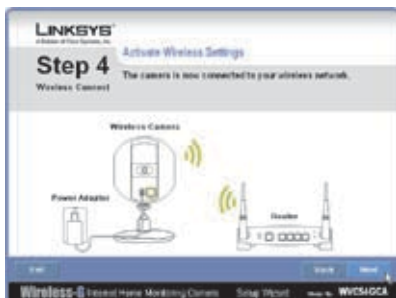 LINKSYS®
A Division of Cisco Systems, Inc.
Activate Wireless Settings
Step 4
The camera is now connected to your wireless network.
Wireless Connect
Wireless Camera
Power Adapter
Router
Exit
Back
Next
Wireless-G Internet Home Monitoring Camera
Setup Wizard
Model No. WVC54GCA